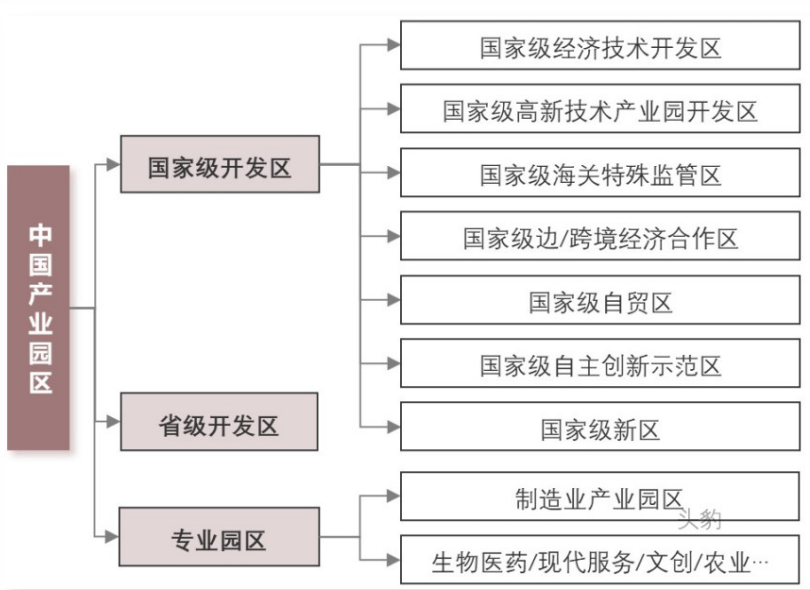 中国产业园区
国家级开发区
国家级经济技术开发区
国家级高新技术产业园开发区
国家级海关特殊监管区
国家级边/跨境经济合作区
国家级自贸区
国家级自主创新示范区
国家级新区
省级开发区
专业园区
制造业产业园区
头豹
生物医药/现代服务/文创/农业…